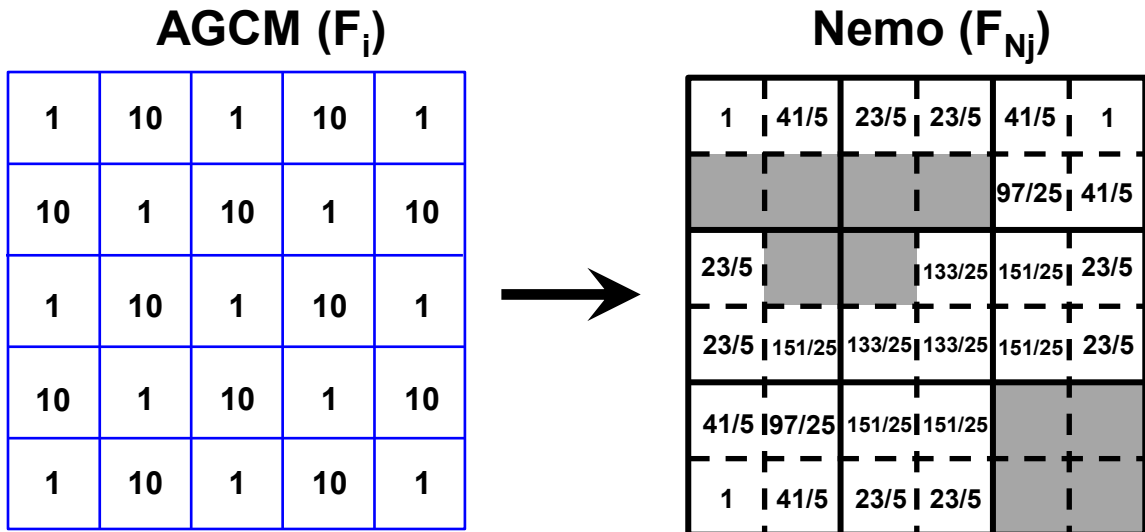 AGCM (Fi) Nemo (FNj)
1 10 1 10 1
10 1 10 1 10
1 10 1 10 1
10 1 10 1 10
1 10 1 10 1
1 41/5 23/5 23/5 41/5 1
97/25 41/5
23/5 133/25 151/25 23/5
23/5 151/25 133/25 133/25 151/25 23/5
41/5 97/25 151/25 151/25
1 41/5 23/5 23/5